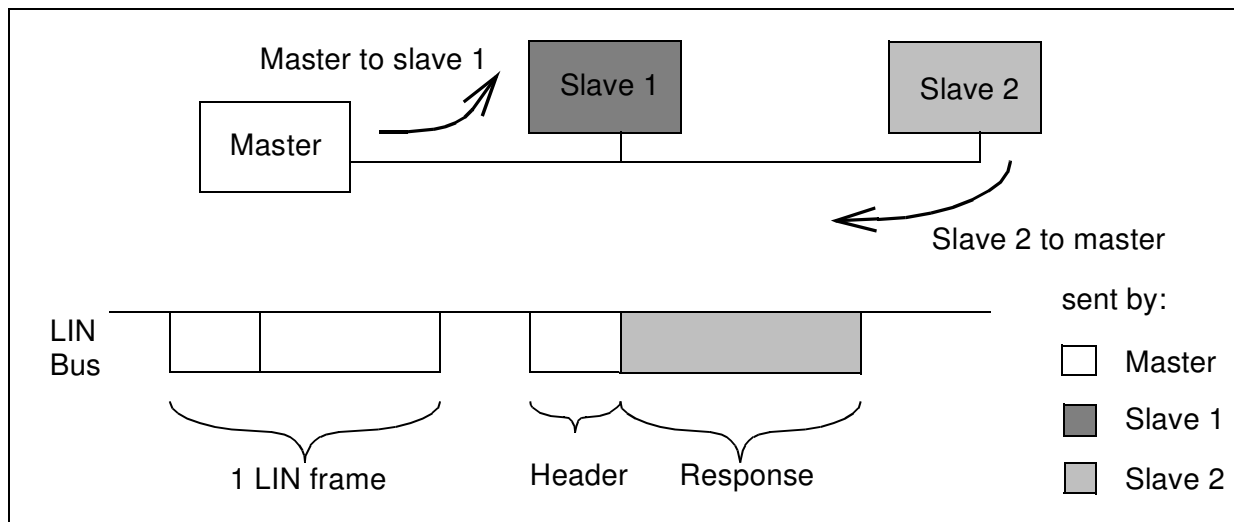 Master to slave 1
Slave 1
Slave 2
Master
Slave 2 to master
LIN
Bus
1 LIN frame
Header
Response
sent by:
Master
Slave 1
Slave 2